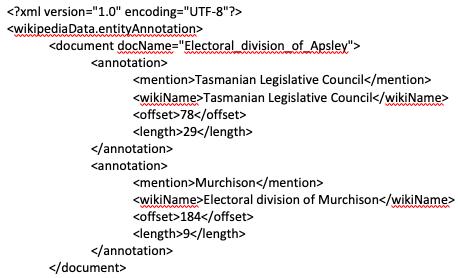 <?xml version="1.0" encoding="UTF-8"?>
<wikipediaData.entityAnnotation>
<document docName="Electoral_division_of_Apsley">
<annotation>
<mention>Tasmanian Legislative Council</mention>
<wikiName>Tasmanian Legislative Council</wikiName>
<offset>78</offset>
<length>29</length>
</annotation>
<annotation>
<mention>Murchison</mention>
<wikiName>Electoral division of Murchison</wikiName>
<offset>184</offset>
<length>9</length>
</annotation>
</document>